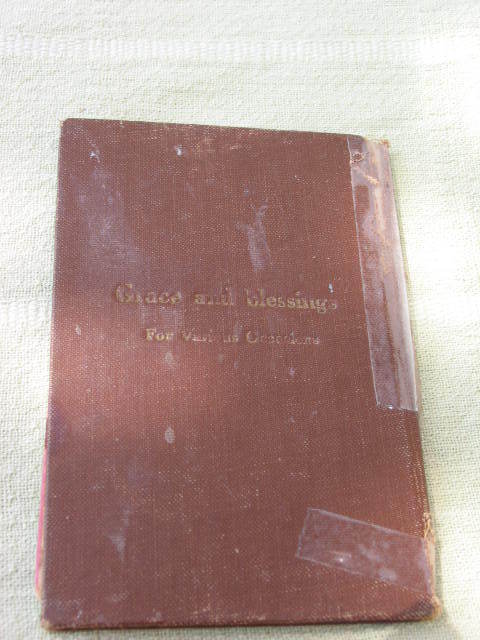 Grace and blessings
For Various Occasions